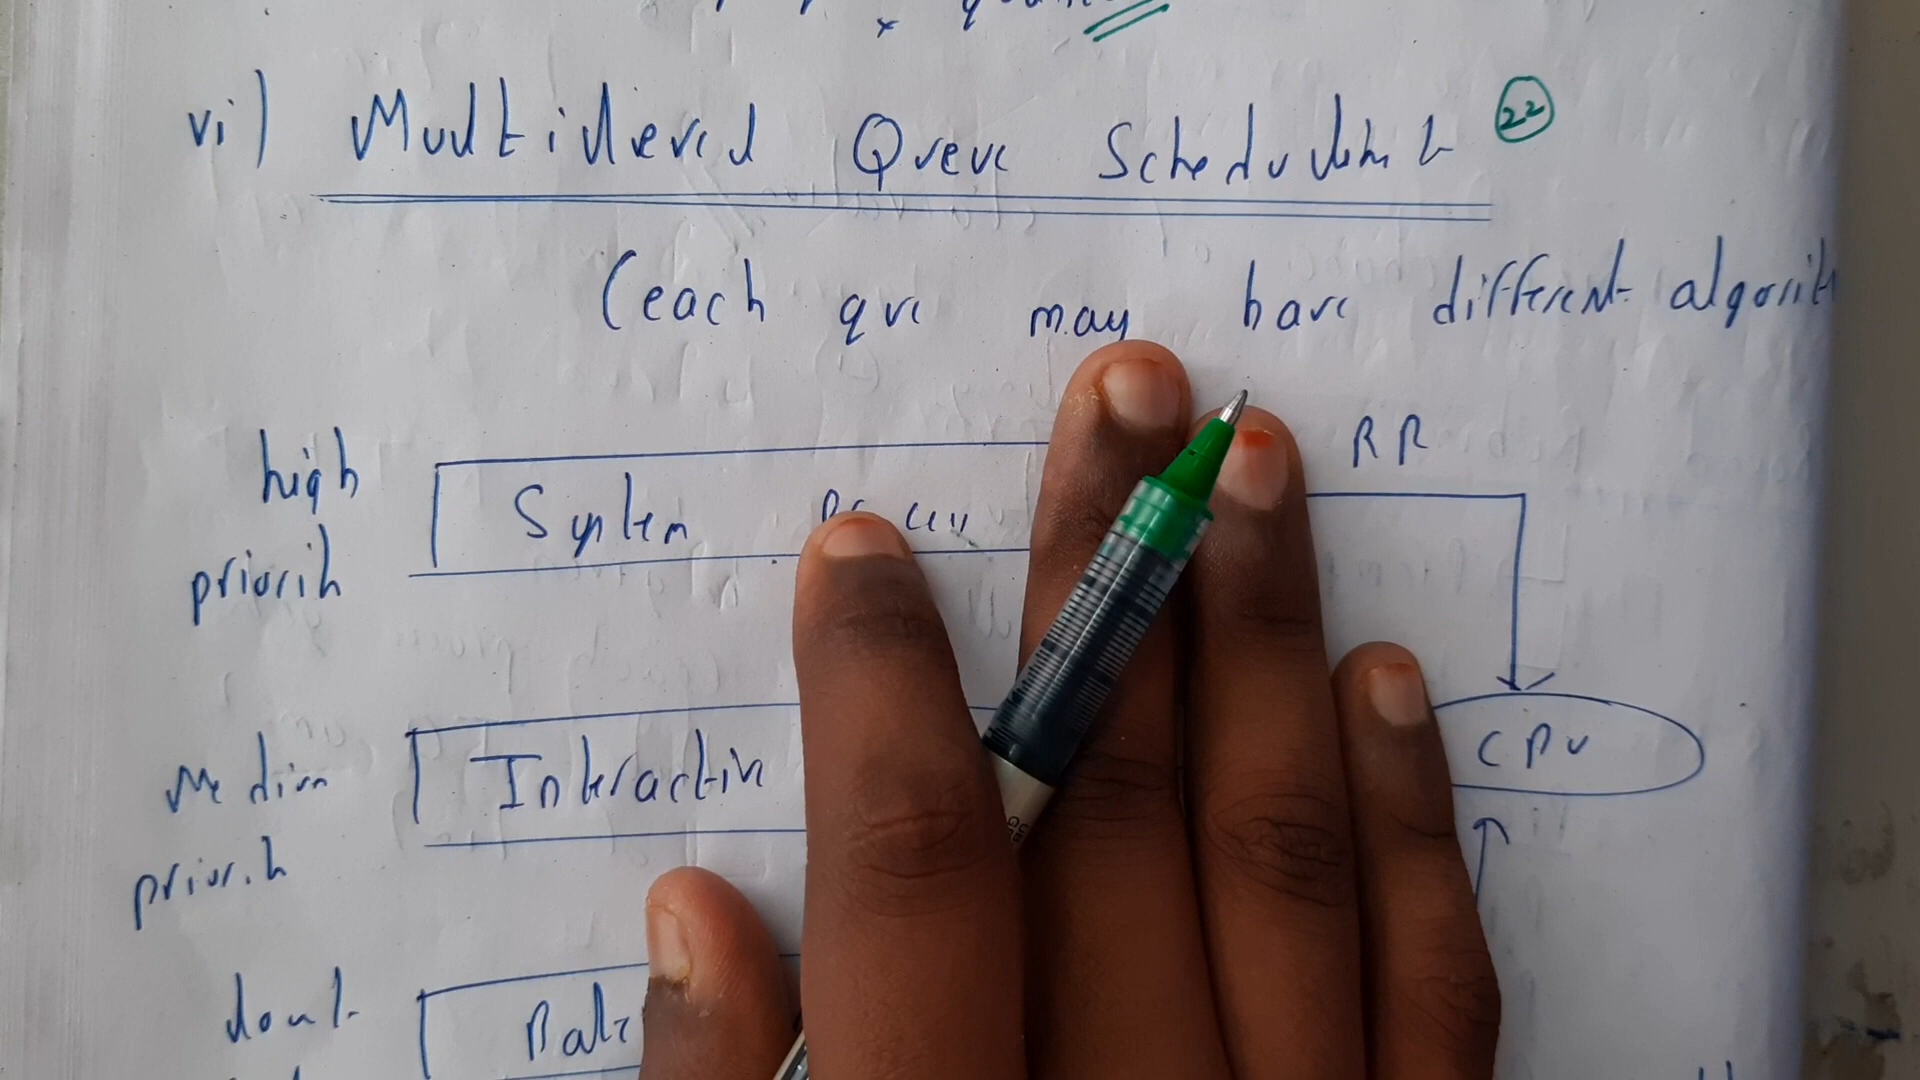 vi) Multilevel Queue Scheduling 22
(each que may have different algorith
high priority
System RR
Medium priority
Interactive CPU